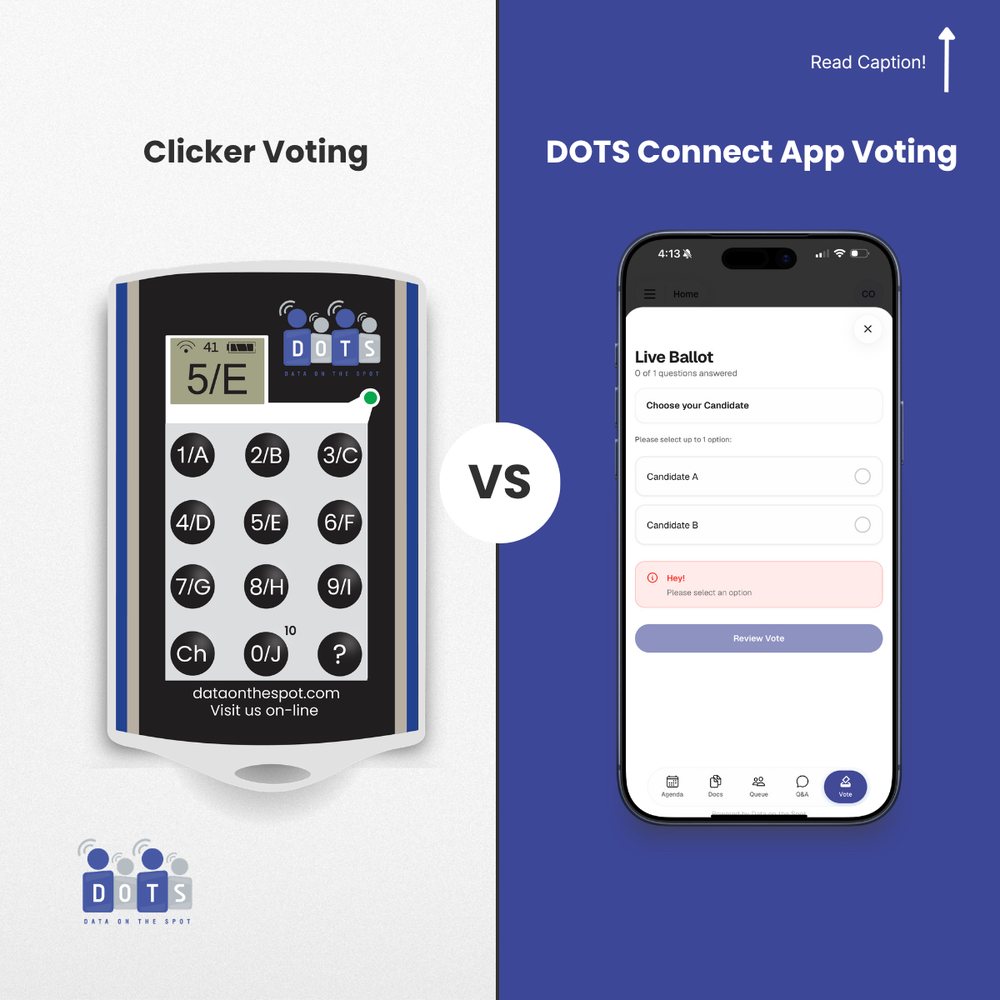 Read Caption!
Clicker Voting
DOTS Connect App Voting
41
5/E
DOTS
DATA ON THE SPOT
1/A 2/B 3/C
4/D 5/E 6/F
7/G 8/H 9/I
10
Ch 0/J ?
dataonthespot.com
Visit us on-line
DOTS
DATA ON THE SPOT
VS
4:13
Home
CO
Live Ballot
0 of 1 questions answered
Choose your Candidate
Please select up to 1 option:
Candidate A
Candidate B
Hey!
Please select an option
Review Vote
Agenda Docs Queue Q&A Vote